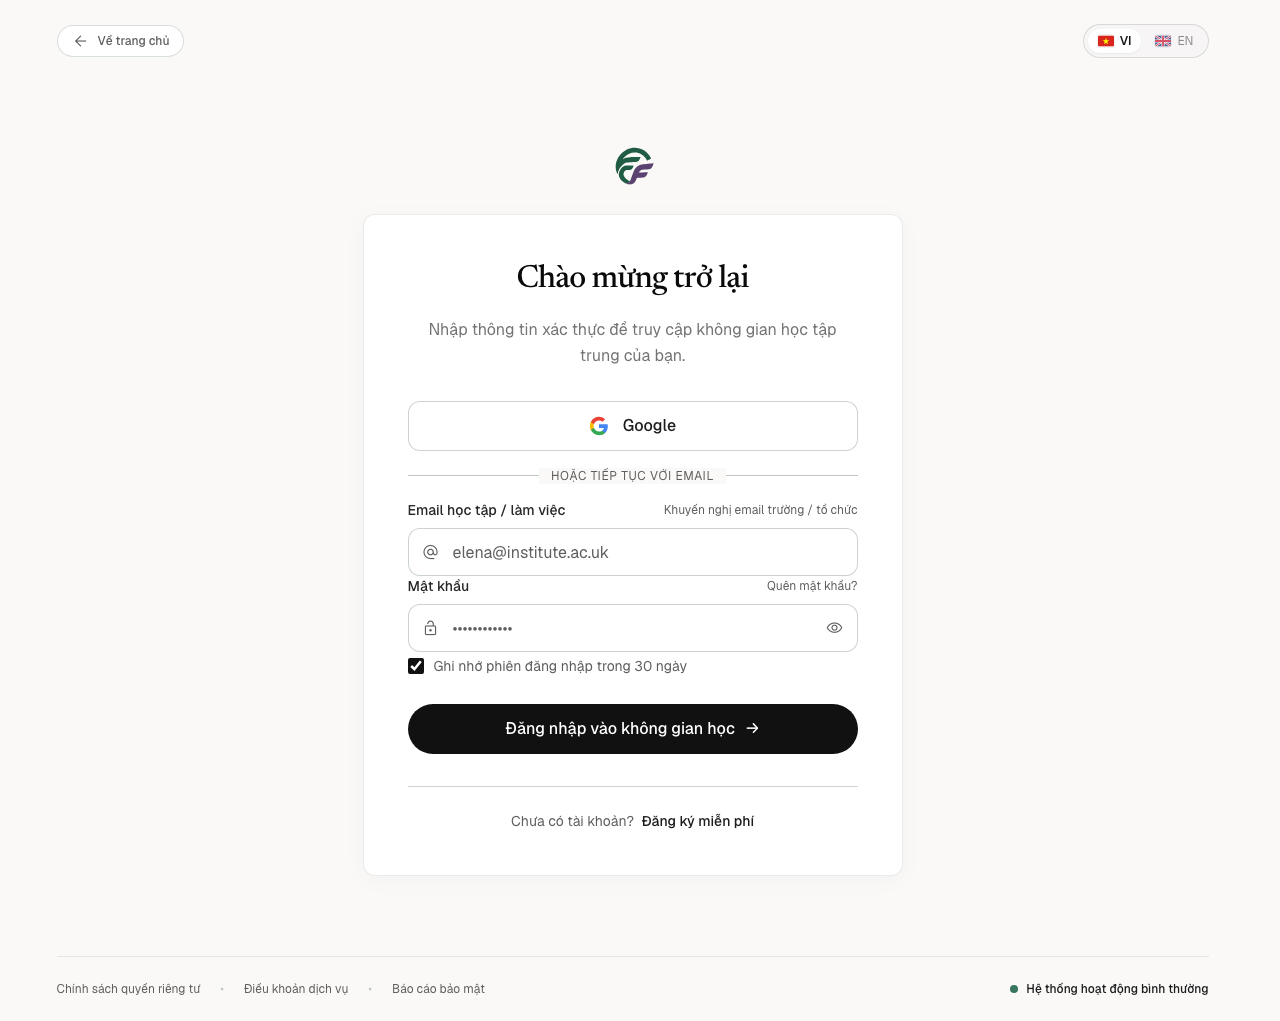 Về trang chủ
VI
EN
Chào mừng trở lại
Nhập thông tin xác thực để truy cập không gian học tập
trung của bạn.
Google
HOẶC TIẾP TỤC VỚI EMAIL
Email học tập / làm việc
Khuyến nghị email trường / tổ chức
elena@institute.ac.uk
Mật khẩu
Quên mật khẩu?
••••••••••••
Ghi nhớ phiên đăng nhập trong 30 ngày
Đăng nhập vào không gian học →
Chưa có tài khoản? Đăng ký miễn phí
Chính sách quyền riêng tư • Điều khoản dịch vụ • Báo cáo bảo mật
Hệ thống hoạt động bình thường